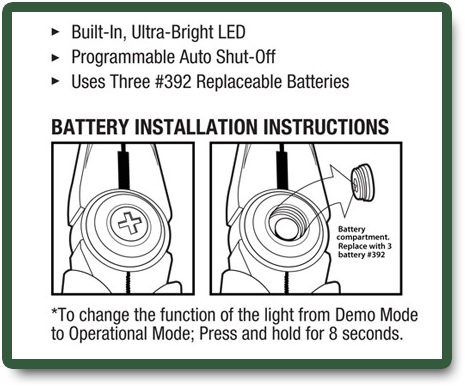 ► Built-In, Ultra-Bright LED
► Programmable Auto Shut-Off
► Uses Three #392 Replaceable Batteries
BATTERY INSTALLATION INSTRUCTIONS
Battery
compartment.
Replace with 3
battery #392
*To change the function of the light from Demo Mode
to Operational Mode; Press and hold for 8 seconds.